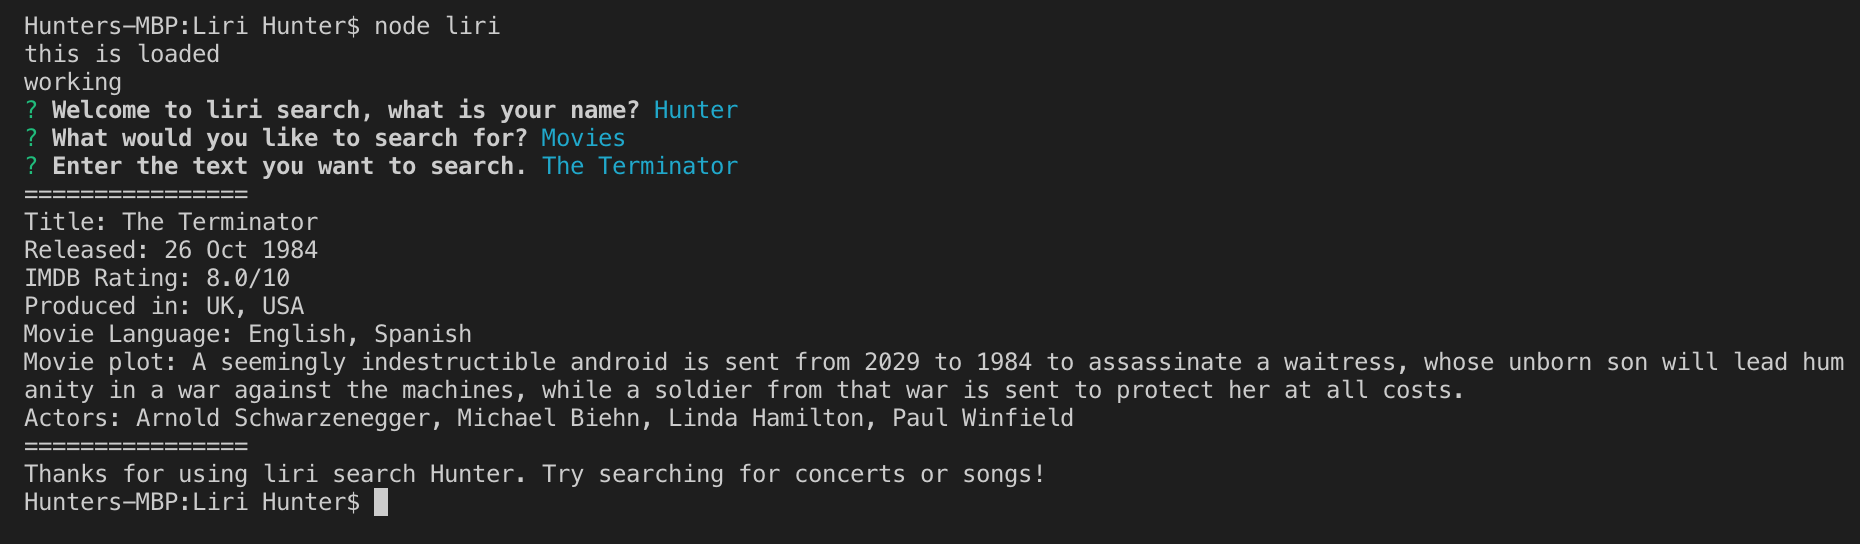 Hunters-MBP:Liri Hunter$ node liri
this is loaded
working
? Welcome to liri search, what is your name? Hunter
? What would you like to search for? Movies
? Enter the text you want to search. The Terminator
================
Title: The Terminator
Released: 26 Oct 1984
IMDB Rating: 8.0/10
Produced in: UK, USA
Movie Language: English, Spanish
Movie plot: A seemingly indestructible android is sent from 2029 to 1984 to assassinate a waitress, whose unborn son will lead hum
anity in a war against the machines, while a soldier from that war is sent to protect her at all costs.
Actors: Arnold Schwarzenegger, Michael Biehn, Linda Hamilton, Paul Winfield
================
Thanks for using liri search Hunter. Try searching for concerts or songs!
Hunters-MBP:Liri Hunter$